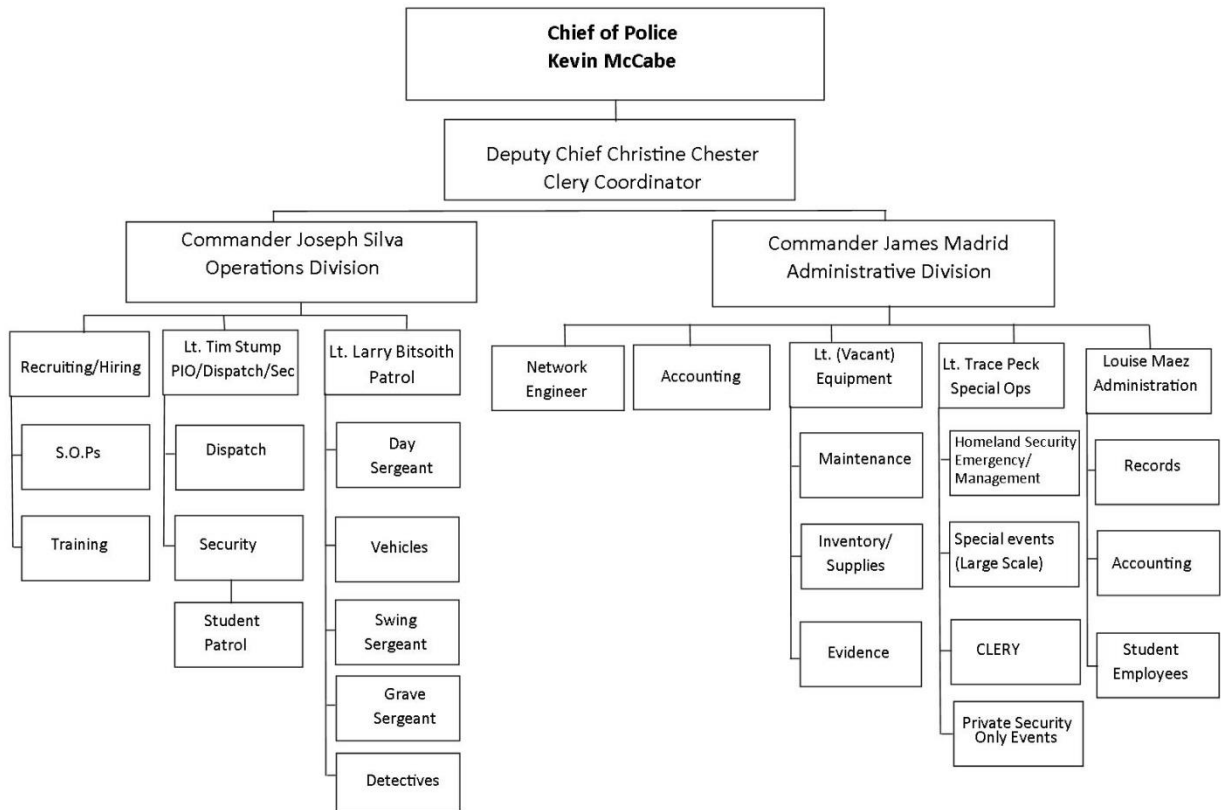 Chief of Police
Kevin McCabe
Deputy Chief Christine Chester
Clery Coordinator
Commander Joseph Silva
Operations Division
Commander James Madrid
Administrative Division
Recruiting/Hiring
Lt. Tim Stump
PIO/Dispatch/Sec
Lt. Larry Bitsoith
Patrol
Network
Engineer
Accounting
Lt. (Vacant)
Equipment
Lt. Trace Peck
Special Ops
Louise Maez
Administration
S.O.Ps
Training
Dispatch
Security
Student
Patrol
Day
Sergeant
Vehicles
Swing
Sergeant
Grave
Sergeant
Detectives
Maintenance
Inventory/
Supplies
Evidence
Homeland Security
Emergency/
Management
Special events
(Large Scale)
CLERY
Private Security
Only Events
Records
Accounting
Student
Employees